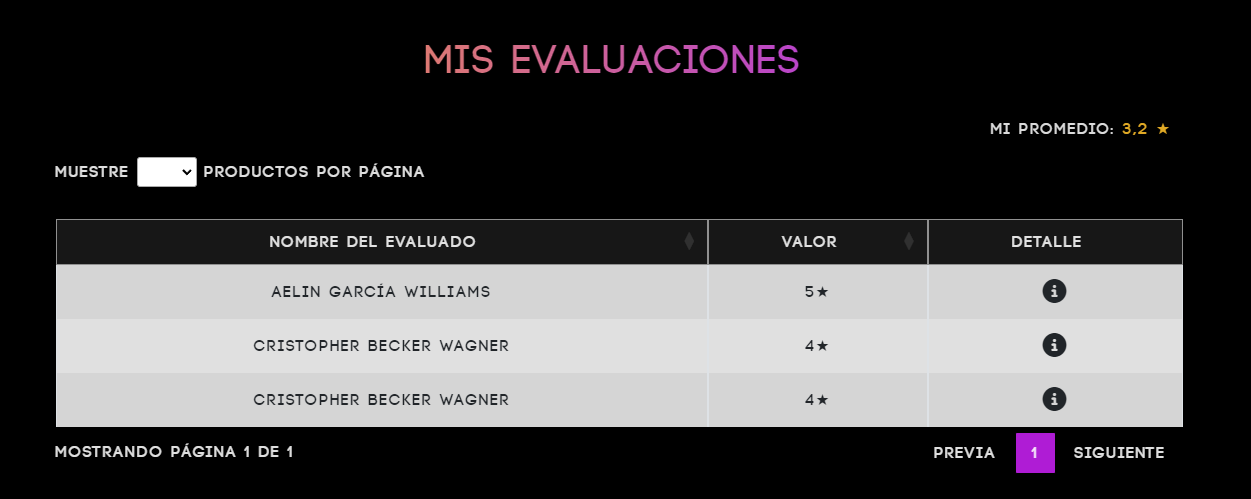 MIS EVALUACIONES
MI PROMEDIO: 3,2 ★
MUESTRE PRODUCTOS POR PÁGINA
NOMBRE DEL EVALUADO VALOR DETALLE
AELIN GARCÍA WILLIAMS 5★
CRISTOPHER BECKER WAGNER 4★
CRISTOPHER BECKER WAGNER 4★
MOSTRANDO PÁGINA 1 DE 1 PREVIA 1 SIGUIENTE